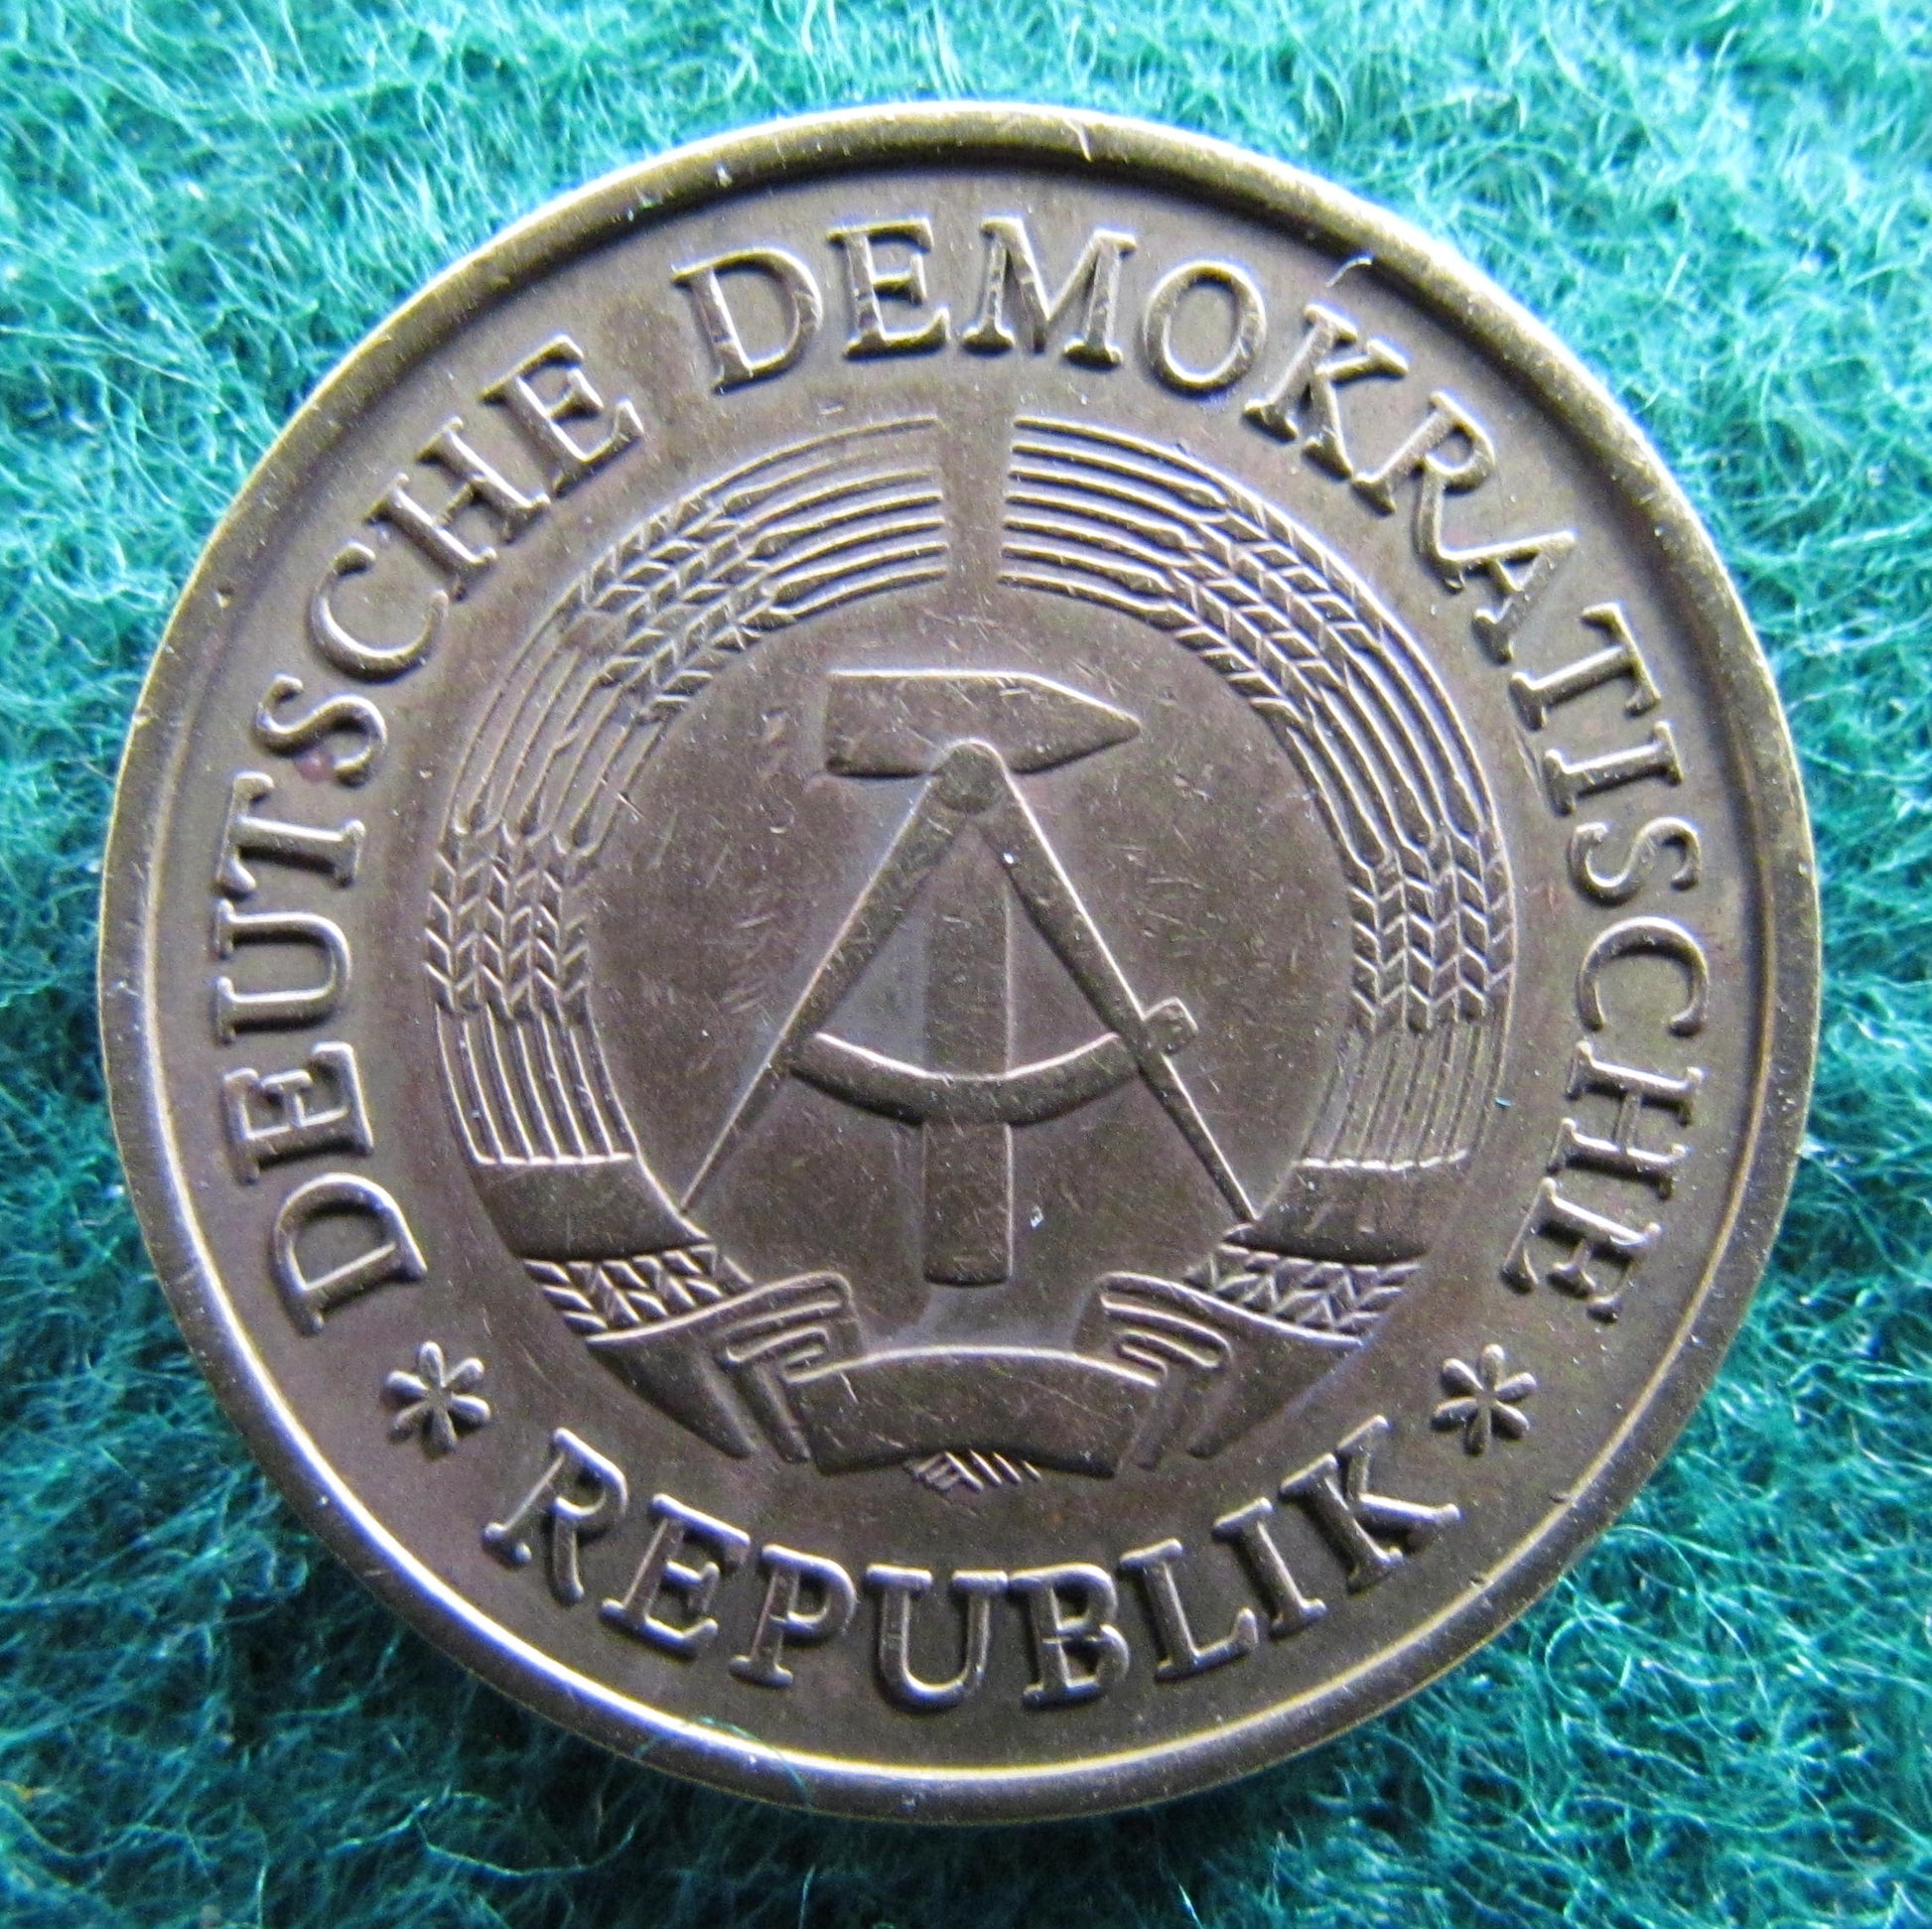 DEUTSCHE DEMOKRATISCHE
* REPUBLIK *